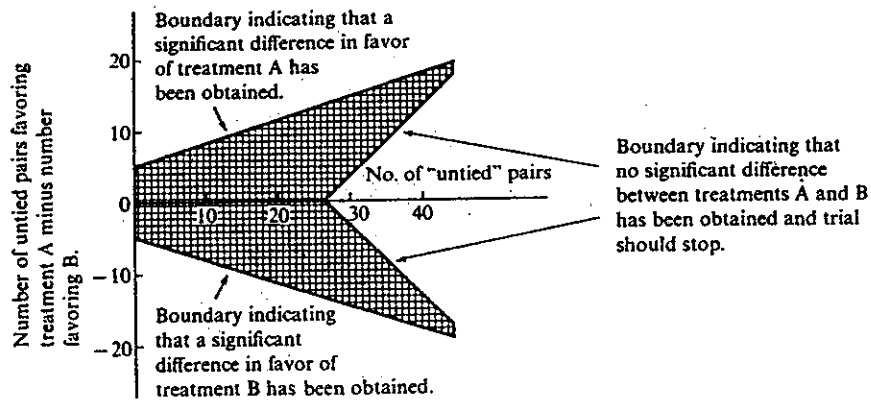 Boundary indicating that a
significant difference in favor
of treatment A has
been obtained.
Number of untied pairs favoring
treatment A minus number
favoring B.
20
10
0
−10
−20
No. of "untied" pairs
10
20
30
40
Boundary indicating that
no significant difference
between treatments A and B
has been obtained and trial
should stop.
Boundary indicating
that a significant
difference in favor of
treatment B has been obtained.